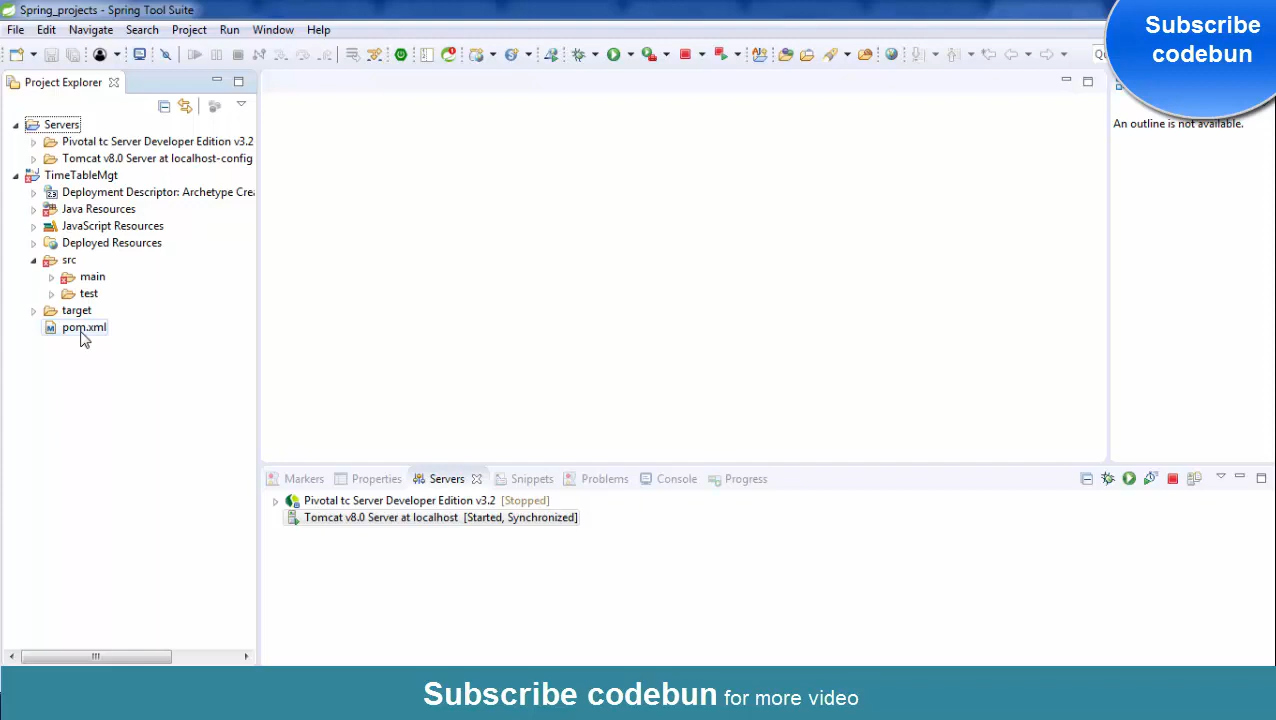 Spring_projects - Spring Tool Suite
File Edit Navigate Search Project Run Window Help
Subscribe
codebun
Project Explorer
An outline is not available.
Servers
Pivotal tc Server Developer Edition v3.2
Tomcat v8.0 Server at localhost-config
TimeTableMgt
Deployment Descriptor: Archetype Cre
Java Resources
JavaScript Resources
Deployed Resources
src
main
test
target
pom.xml
Markers Properties Servers Snippets Problems Console Progress
Pivotal tc Server Developer Edition v3.2 [Stopped]
Tomcat v8.0 Server at localhost [Started, Synchronized]
Subscribe codebun for more video